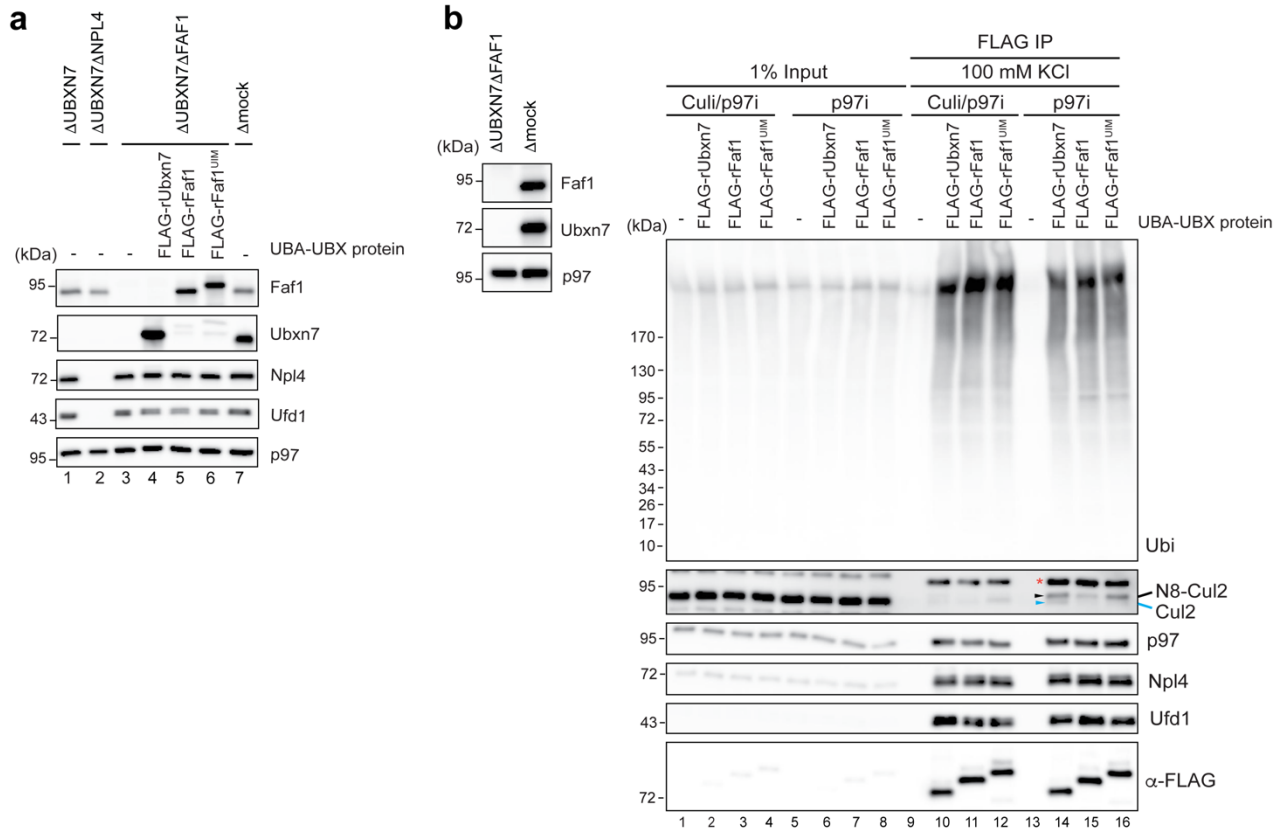 a
ΔUBXN7
ΔUBXN7ΔNPL4
ΔUBXN7ΔFAF1
Δmock
FLAG-rUbxn7
FLAG-rFaf1
FLAG-rFaf1UIM
(kDa)
- - - -
UBA-UBX protein
95
Faf1
72
Ubxn7
72
Npl4
43
Ufd1
95
p97
1 2 3 4 5 6 7
b
ΔUBXN7ΔFAF1
Δmock
(kDa)
95
Faf1
72
Ubxn7
95
p97
FLAG IP
1% Input
100 mM KCl
Culi/p97i
p97i
Culi/p97i
p97i
(kDa)
- FLAG-rUbxn7 FLAG-rFaf1 FLAG-rFaf1UIM
- FLAG-rUbxn7 FLAG-rFaf1 FLAG-rFaf1UIM
- FLAG-rUbxn7 FLAG-rFaf1 FLAG-rFaf1UIM
- FLAG-rUbxn7 FLAG-rFaf1 FLAG-rFaf1UIM
UBA-UBX protein
170
130
95
72
55
43
34
26
17
10
Ubi
95
*
N8-Cul2
Cul2
95
p97
72
Npl4
43
Ufd1
72
α-FLAG
1 2 3 4 5 6 7 8 9 10 11 12 13 14 15 16